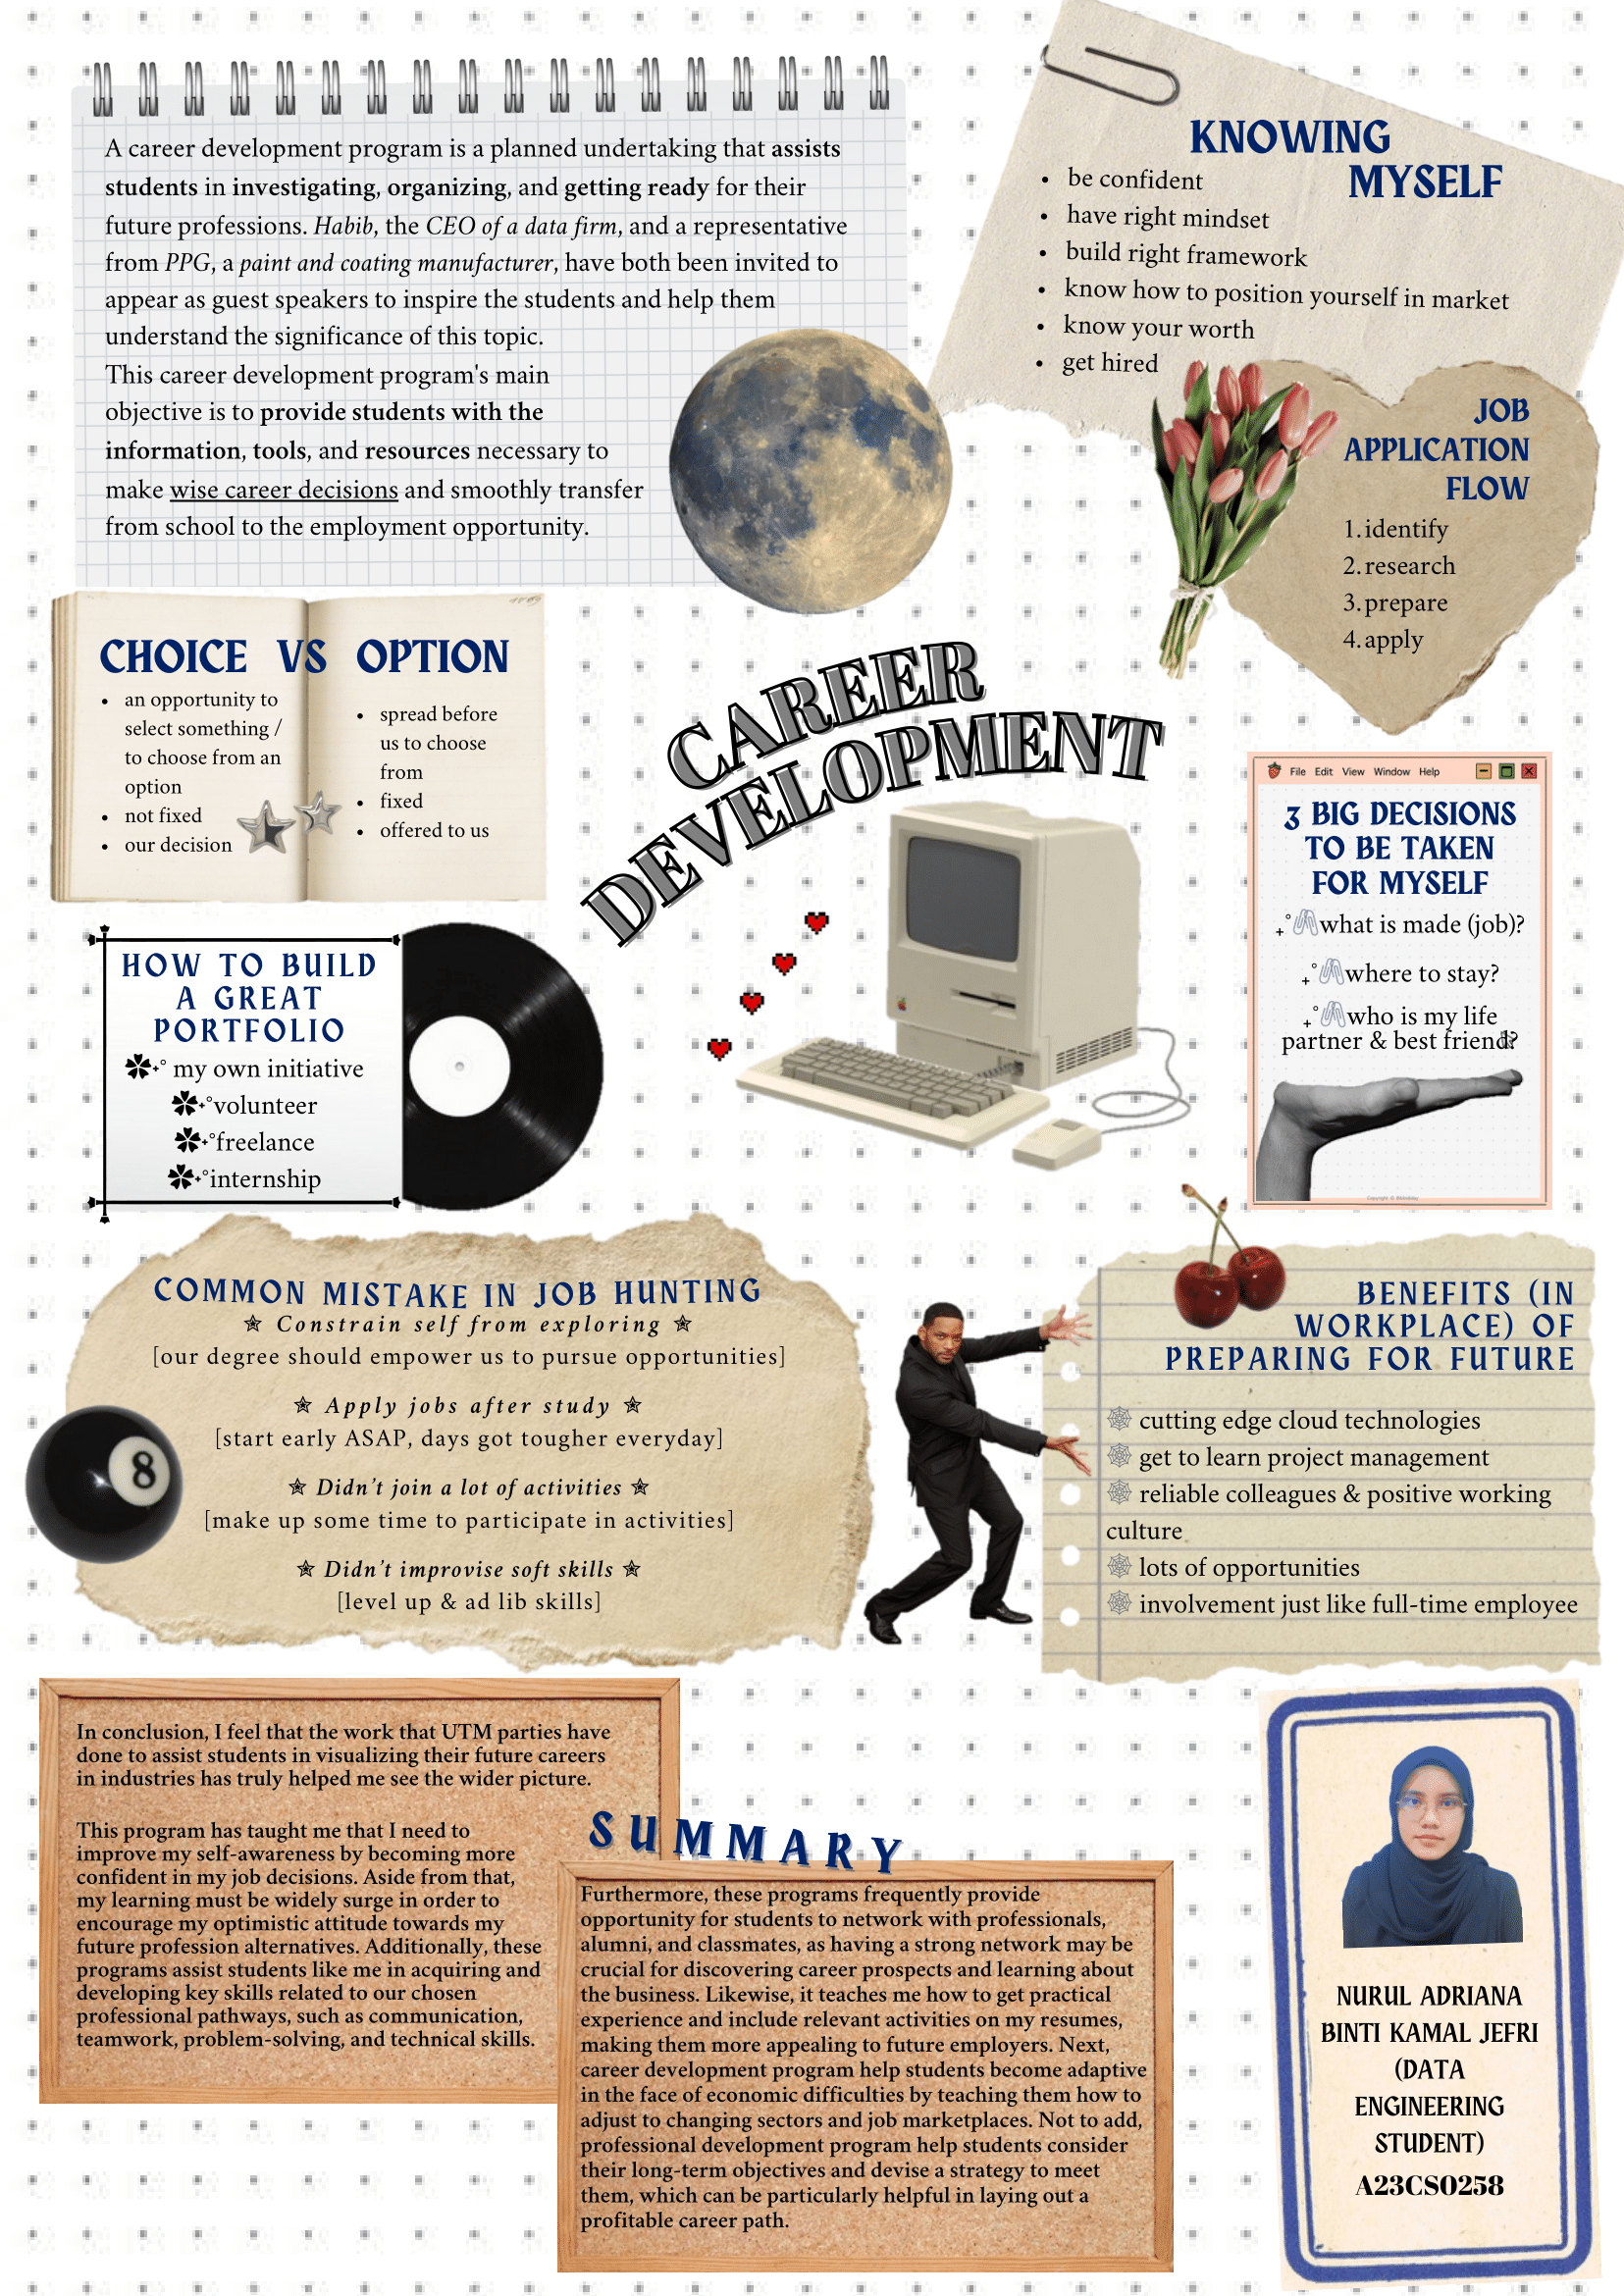 A career development program is a planned undertaking that assists
students in investigating, organizing, and getting ready for their
future professions. Habib, the CEO of a data firm, and a representative
from PPG, a paint and coating manufacturer, have both been invited to
appear as guest speakers to inspire the students and help them
understand the significance of this topic.
This career development program's main
objective is to provide students with the
information, tools, and resources necessary to
make wise career decisions and smoothly transfer
from school to the employment opportunity.
KNOWING
MYSELF
• be confident
• have right mindset
• build right framework
• know how to position yourself in market
• know your worth
• get hired
JOB
APPLICATION
FLOW
1. identify
2. research
3. prepare
4. apply
CHOICE VS OPTION
• an opportunity to
select something /
to choose from an
option
• not fixed
• our decision
• spread before
us to choose
from
• fixed
• offered to us
CAREER
DEVELOPMENT
File Edit View Window Help
3 BIG DECISIONS
TO BE TAKEN
FOR MYSELF
what is made (job)?
where to stay?
who is my life
partner & best friend?
HOW TO BUILD
A GREAT
PORTFOLIO
my own initiative
volunteer
freelance
internship
COMMON MISTAKE IN JOB HUNTING
Constrain self from exploring
[our degree should empower us to pursue opportunities]
Apply jobs after study
[start early ASAP, days got tougher everyday]
Didn't join a lot of activities
[make up some time to participate in activities]
Didn't improvise soft skills
[level up & ad lib skills]
8
BENEFITS (IN
WORKPLACE) OF
PREPARING FOR FUTURE
cutting edge cloud technologies
get to learn project management
reliable colleagues & positive working
culture
lots of opportunities
involvement just like full-time employee
SUMMARY
In conclusion, I feel that the work that UTM parties have
done to assist students in visualizing their future careers
in industries has truly helped me see the wider picture.
This program has taught me that I need to
improve my self-awareness by becoming more
confident in my job decisions. Aside from that,
my learning must be widely surge in order to
encourage my optimistic attitude towards my
future profession alternatives. Additionally, these
programs assist students like me in acquiring and
developing key skills related to our chosen
professional pathways, such as communication,
teamwork, problem-solving, and technical skills.
Furthermore, these programs frequently provide
opportunity for students to network with professionals,
alumni, and classmates, as having a strong network may be
crucial for discovering career prospects and learning about
the business. Likewise, it teaches me how to get practical
experience and include relevant activities on my resumes,
making them more appealing to future employers. Next,
career development program help students become adaptive
in the face of economic difficulties by teaching them how to
adjust to changing sectors and job marketplaces. Not to add,
professional development program help students consider
their long-term objectives and devise a strategy to meet
them, which can be particularly helpful in laying out a
profitable career path.
NURUL ADRIANA
BINTI KAMAL JEFRI
(DATA
ENGINEERING
STUDENT)
A23CS0258